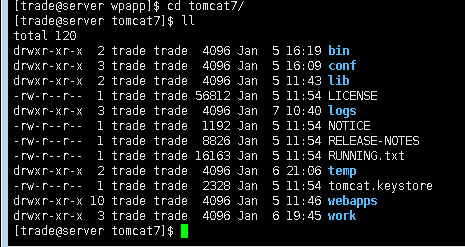 [trade@server wpapp]$ cd tomcat7/
[trade@server tomcat7]$ ll
total 120
drwxr-xr-x  2 trade trade  4096 Jan  5 16:19 bin
drwxr-xr-x  3 trade trade  4096 Jan  5 16:09 conf
drwxr-xr-x  2 trade trade  4096 Jan  5 11:43 lib
-rw-r--r--  1 trade trade 56812 Jan  5 11:54 LICENSE
drwxr-xr-x  3 trade trade  4096 Jan  7 10:40 logs
-rw-r--r--  1 trade trade  1192 Jan  5 11:54 NOTICE
-rw-r--r--  1 trade trade  8826 Jan  5 11:54 RELEASE-NOTES
-rw-r--r--  1 trade trade 16163 Jan  5 11:54 RUNNING.txt
drwxr-xr-x  2 trade trade  4096 Jan  6 21:06 temp
-rw-r--r--  1 trade trade  2328 Jan  5 11:54 tomcat.keystore
drwxr-xr-x 10 trade trade  4096 Jan  5 11:46 webapps
drwxr-xr-x  3 trade trade  4096 Jan  6 19:45 work
[trade@server tomcat7]$